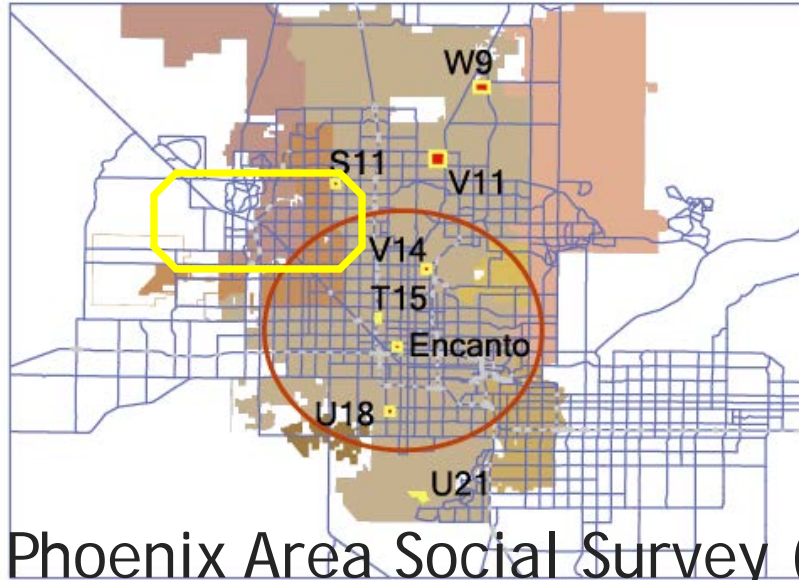 W9
S11
V11
V14
T15
Encanto
U18
U21
Phoenix Area Social Survey (